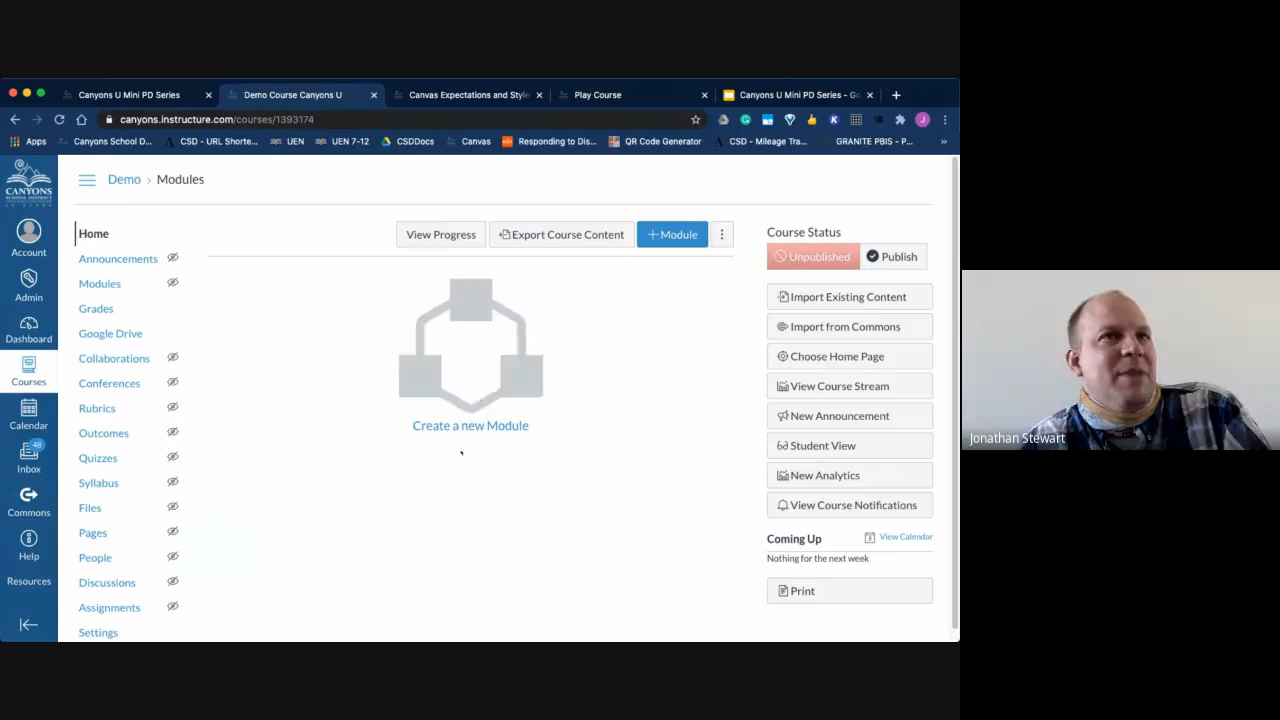 Canyons U Mini PD Series
Demo Course Canyons U
Canvas Expectations and Style
Play Course
Canyons U Mini PD Series - Go
canyons.instructure.com/courses/1393174
J
Apps
Canyons School D...
CSD - URL Shorte...
UEN
UEN 7-12
CSDDocs
Canvas
Responding to Dis...
QR Code Generator
CSD - Mileage Tra...
GRANITE PBIS - P...
»
CANYONS
SCHOOL DISTRICT
Account
Admin
Dashboard
Courses
Calendar
48
Inbox
Commons
Help
Resources
Demo › Modules
Home
Announcements
Modules
Grades
Google Drive
Collaborations
Conferences
Rubrics
Outcomes
Quizzes
Syllabus
Files
Pages
People
Discussions
Assignments
Settings
View Progress
Export Course Content
+ Module
Create a new Module
Course Status
Unpublished
Publish
Import Existing Content
Import from Commons
Choose Home Page
View Course Stream
New Announcement
Student View
New Analytics
View Course Notifications
Coming Up
View Calendar
Nothing for the next week
Print
Jonathan Stewart